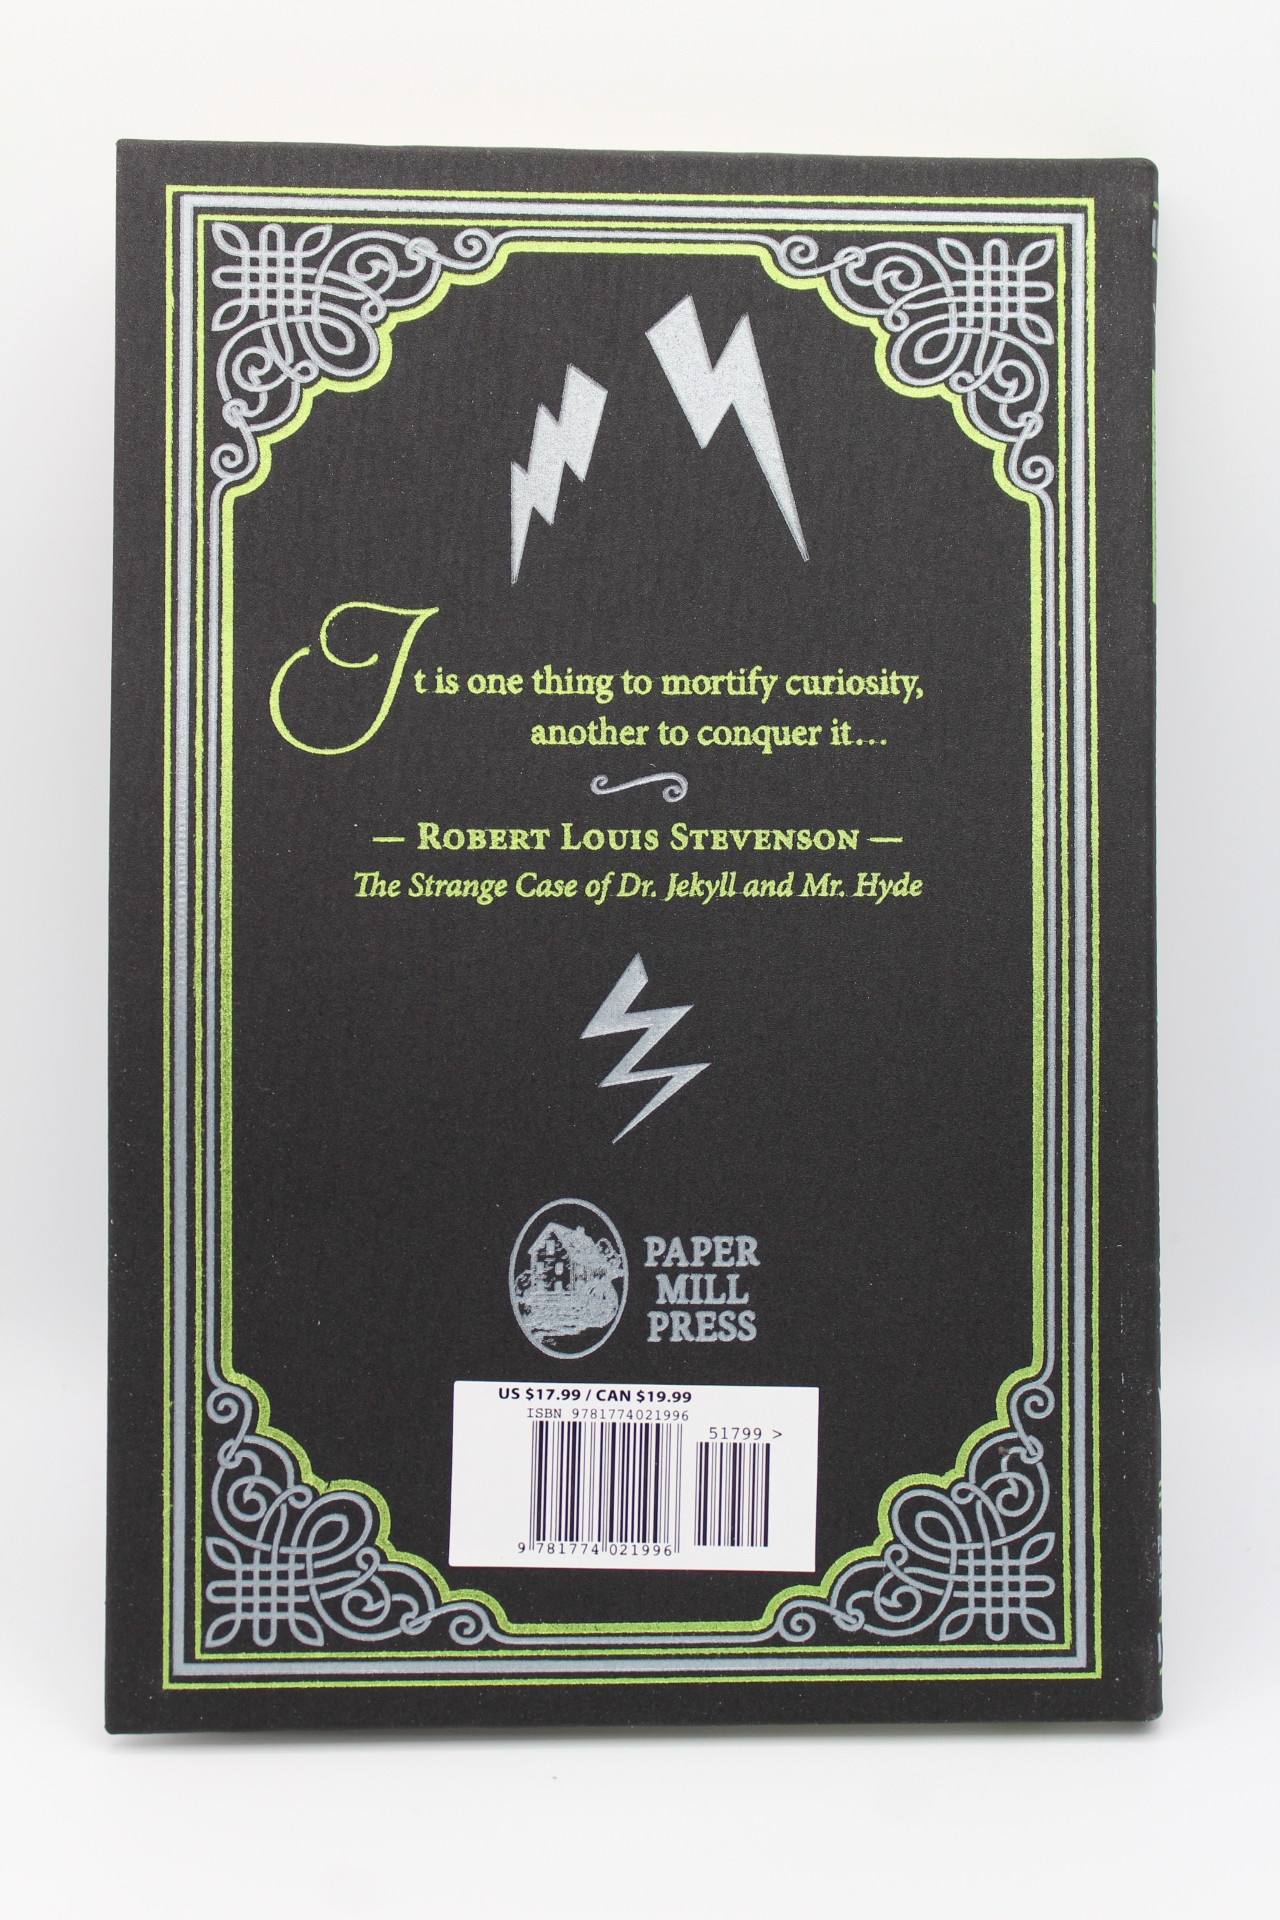 It is one thing to mortify curiosity,
another to conquer it...
— ROBERT LOUIS STEVENSON —
The Strange Case of Dr. Jekyll and Mr. Hyde
PAPER
MILL
PRESS
US $17.99 / CAN $19.99
ISBN 9781774021996
51799 >
9 781774 021996